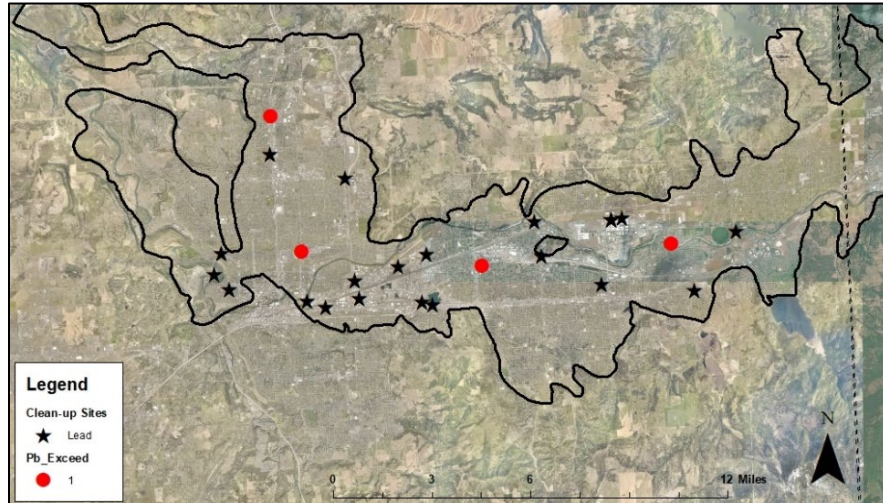 Legend
Clean-up Sites
Lead
Pb_Exceed
1
N
0
3
6
12 Miles